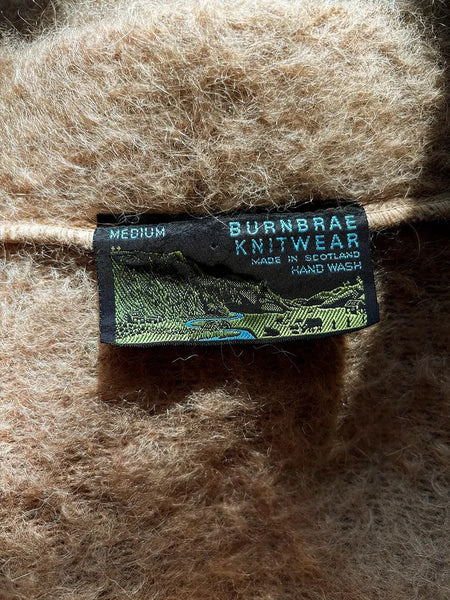 MEDIUM
BURNBRAE
KNITWEAR
MADE IN SCOTLAND
HAND WASH